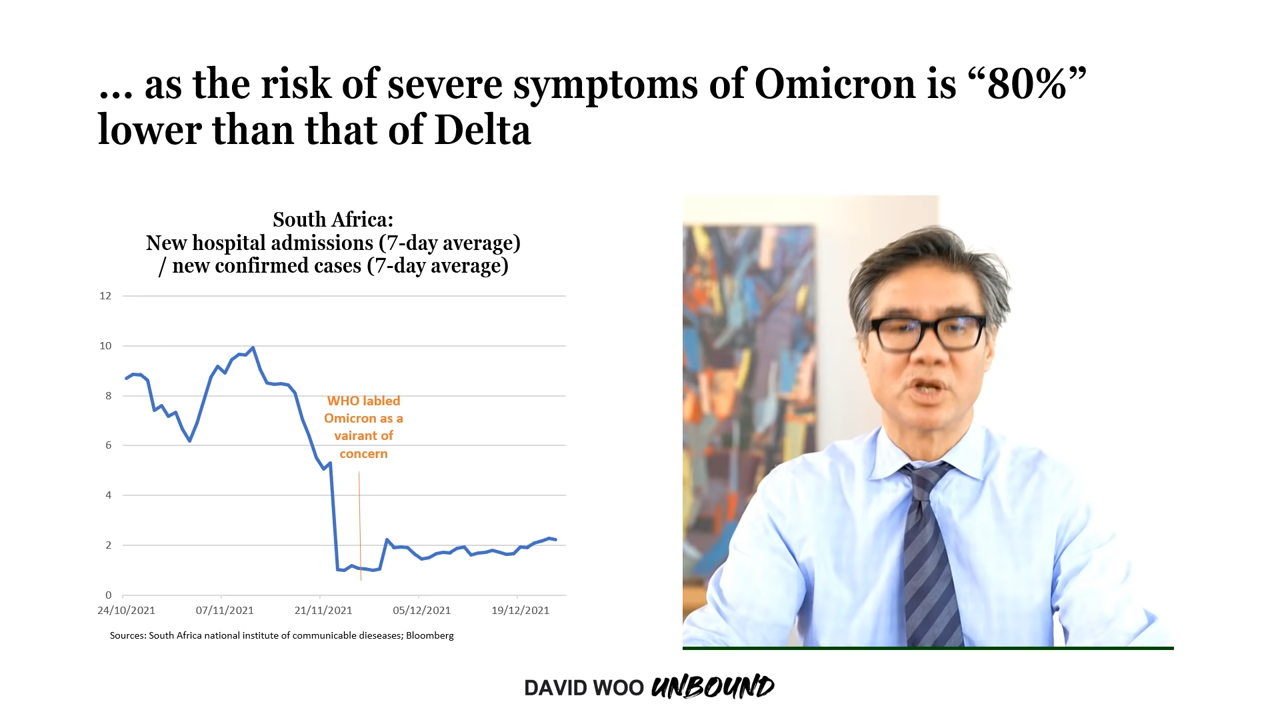 ... as the risk of severe symptoms of Omicron is “80%”
lower than that of Delta
South Africa:
New hospital admissions (7-day average)
/ new confirmed cases (7-day average)
12
10
8
6
4
2
0
WHO labled
Omicron as a
vairant of
concern
24/10/2021 07/11/2021 21/11/2021 05/12/2021 19/12/2021
Sources: South Africa national institute of communicable dieseases; Bloomberg
DAVID WOO UNBOUND